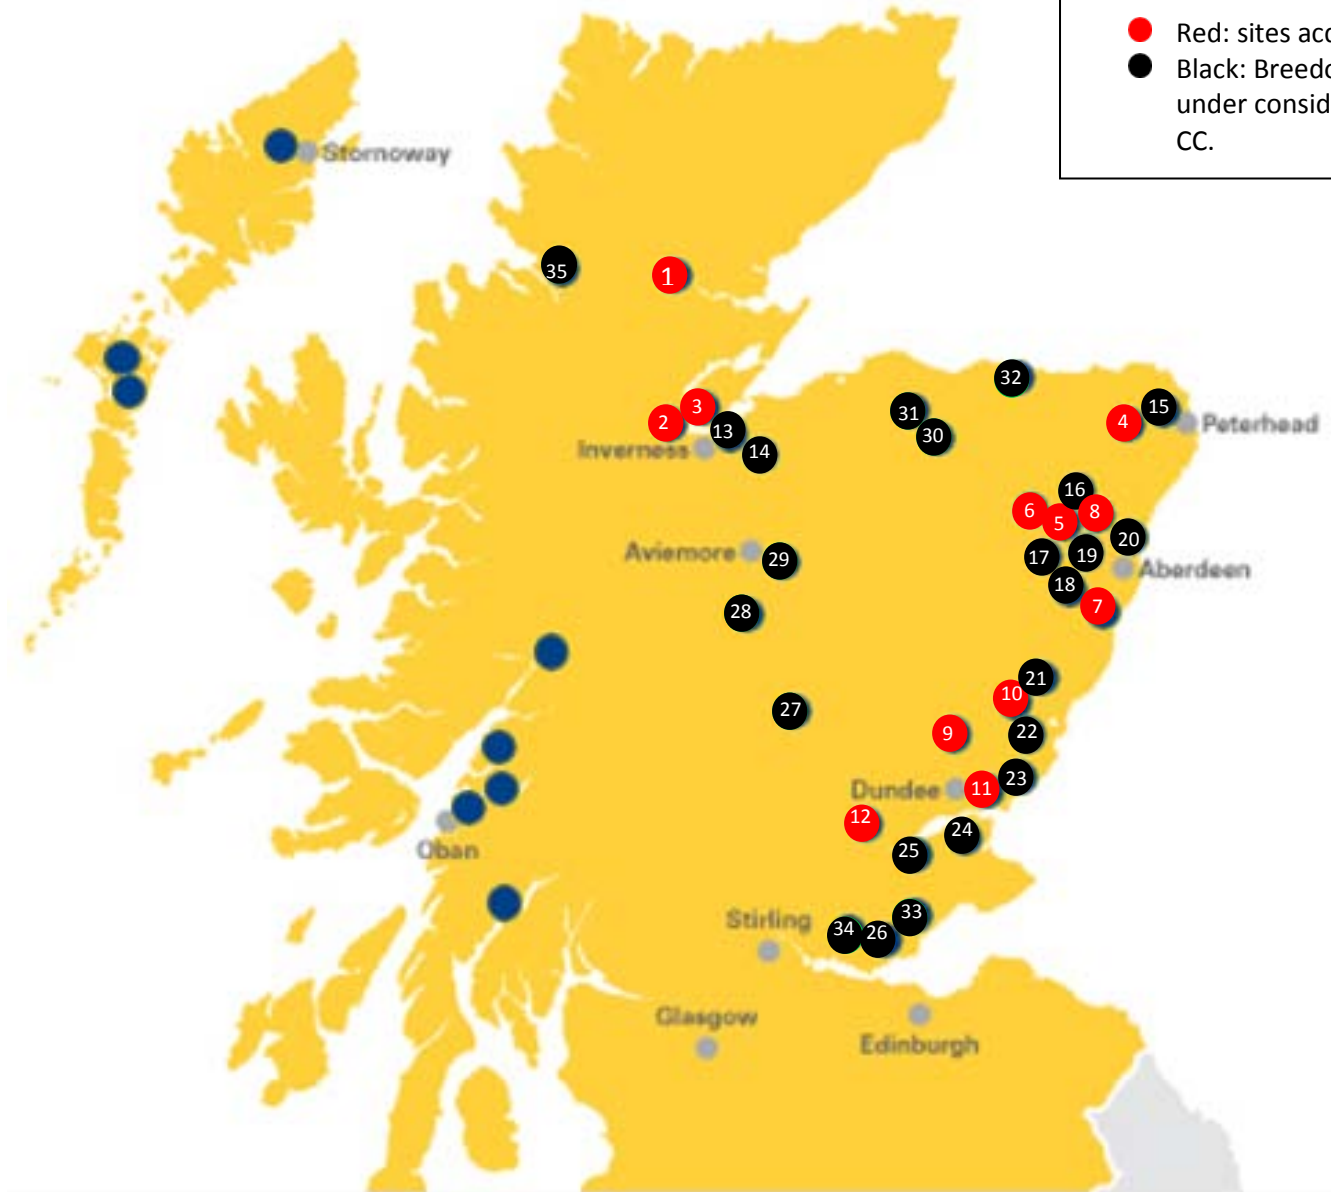 Red: sites acc
Black: Breedo
under consid
CC.
Stornoway
35
1
32
31
30
15
4
Peterhead
3
2
13
Inverness
14
16
6
5
8
20
Aviemore
29
17
19
Aberdeen
18
28
7
21
10
27
9
22
23
Dundee
11
12
24
25
Oban
Stirling
33
34
26
Glasgow
Edinburgh